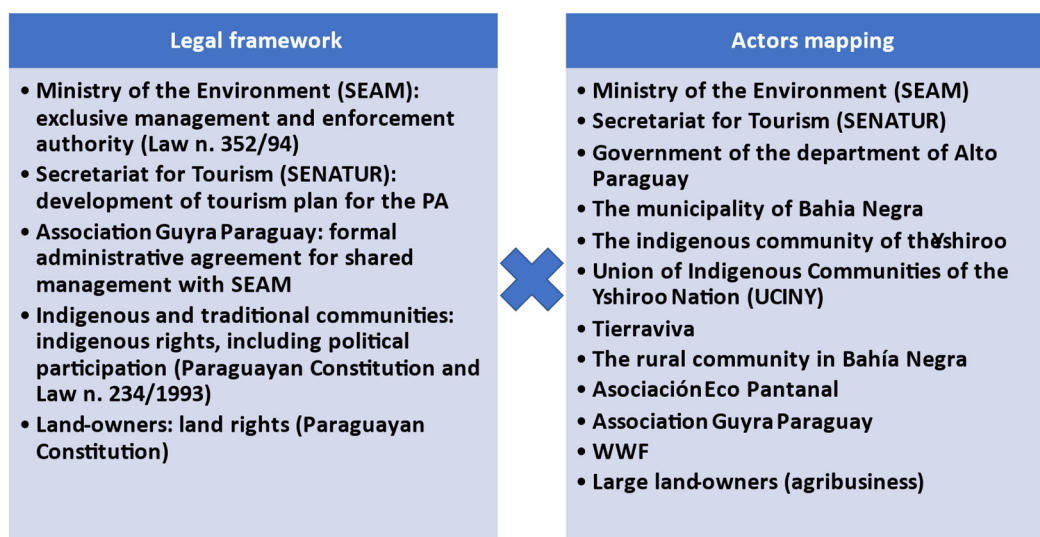 Legal framework
• Ministry of the Environment (SEAM):
exclusive management and enforcement
authority (Law n. 352/94)
• Secretariat for Tourism (SENATUR):
development of tourism plan for the PA
• Association Guyra Paraguay: formal
administrative agreement for shared
management with SEAM
• Indigenous and traditional communities:
indigenous rights, including political
participation (Paraguayan Constitution and
Law n. 234/1993)
• Land-owners: land rights (Paraguayan
Constitution)
Actors mapping
• Ministry of the Environment (SEAM)
• Secretariat for Tourism (SENATUR)
• Government of the department of Alto
Paraguay
• The municipality of Bahia Negra
• The indigenous community of the Yshiroo
• Union of Indigenous Communities of the
Yshiroo Nation (UCINY)
• Tierraviva
• The rural community in Bahía Negra
• Asociación Eco Pantanal
• Association Guyra Paraguay
• WWF
• Large land-owners (agribusiness)